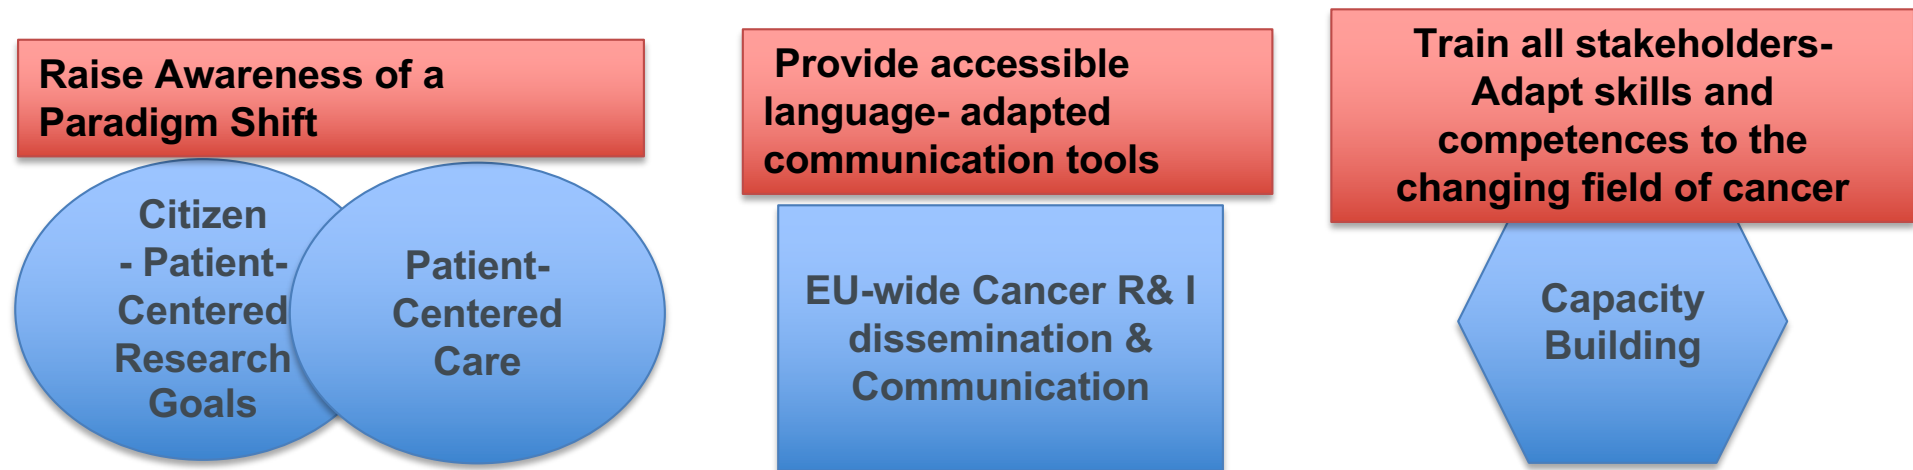 Raise Awareness of a
Paradigm Shift
Citizen
- Patient-
Centered
Research
Goals
Patient-
Centered
Care
Provide accessible
language- adapted
communication tools
EU-wide Cancer R& I
dissemination &
Communication
Train all stakeholders-
Adapt skills and
competences to the
changing field of cancer
Capacity
Building